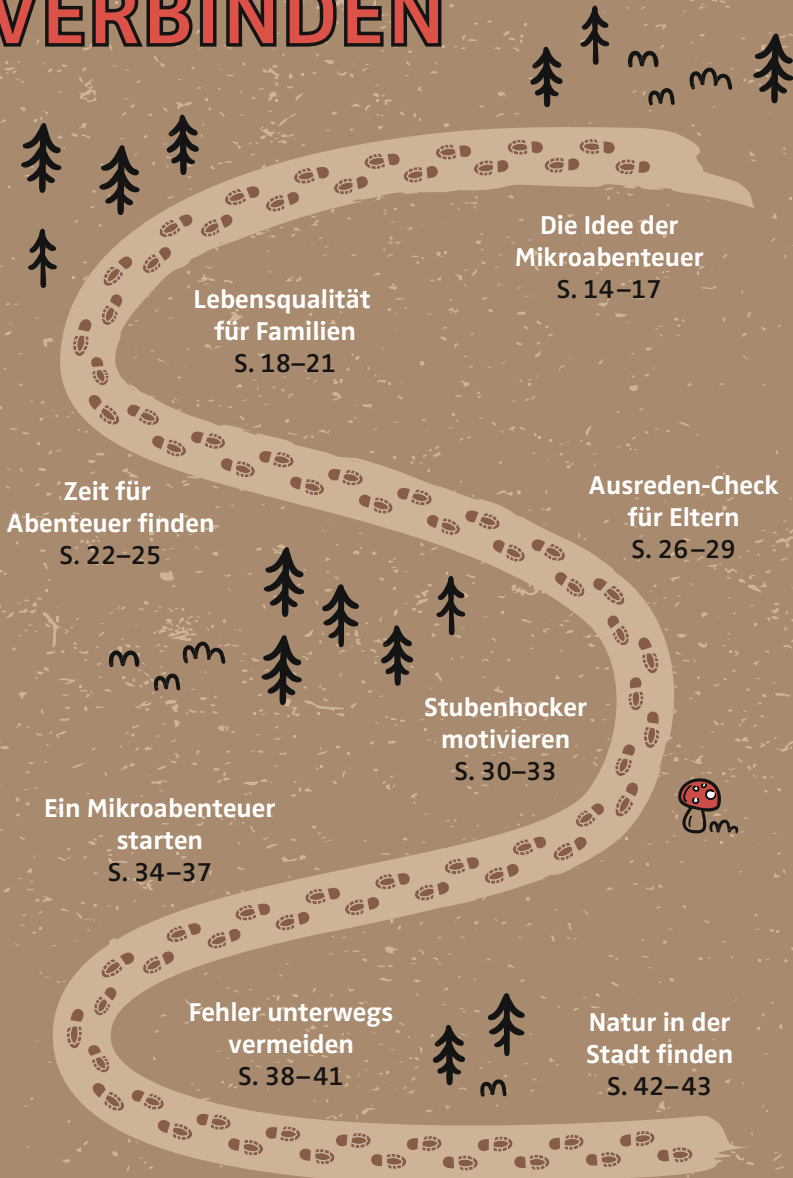 VERBINDEN
Die Idee der
Mikroabenteuer
S. 14–17
Lebensqualität
für Familien
S. 18–21
Zeit für
Abenteuer finden
S. 22–25
Ausreden-Check
für Eltern
S. 26–29
Stubenhocker
motivieren
S. 30–33
Ein Mikroabenteuer
starten
S. 34–37
Fehler unterwegs
vermeiden
S. 38–41
Natur in der
Stadt finden
S. 42–43